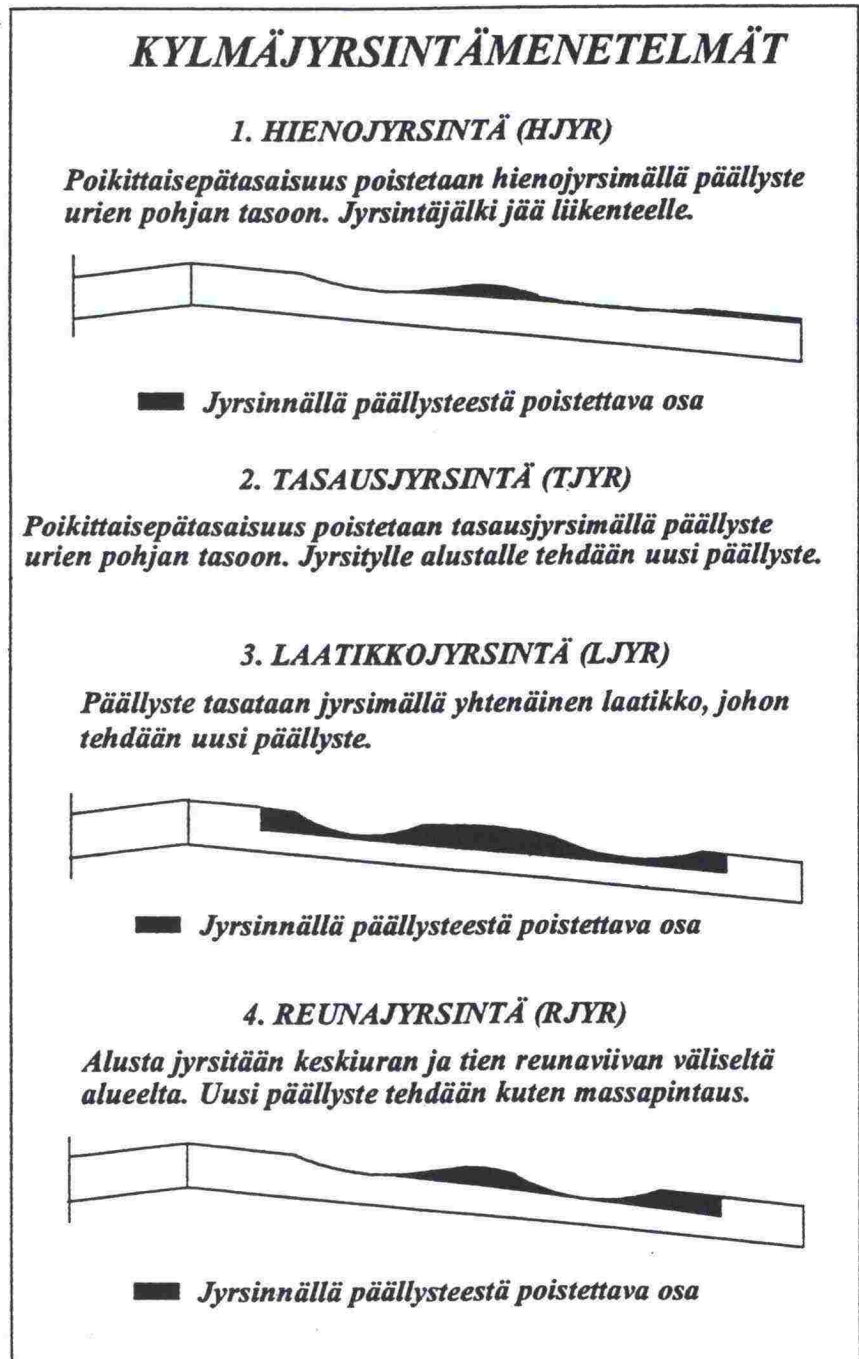 KYLMÄJYRSINTÄMENETELMÄT
1. HIENOJYRSINTÄ (HJYR)
Poikittaisepätasaisuus poistetaan hienojyrsimällä päällyste
urien pohjan tasoon. Jyrsintäjälki jää liikenteelle.
Jyrsinnällä päällysteestä poistettava osa
2. TASAUSJYRSINTÄ (TJYR)
Poikittaisepätasaisuus poistetaan tasausjyrsimällä päällyste
urien pohjan tasoon. Jyrsitylle alustalle tehdään uusi päällyste.
3. LAATIKKOJYRSINTÄ (LJYR)
Päällyste tasataan jyrsimällä yhtenäinen laatikko, johon
tehdään uusi päällyste.
Jyrsinnällä päällysteestä poistettava osa
4. REUNAJYRSINTÄ (RJYR)
Alusta jyrsitään keskiuran ja tien reunaviivan väliseltä
alueelta. Uusi päällyste tehdään kuten massapintaus.
Jyrsinnällä päällysteestä poistettava osa